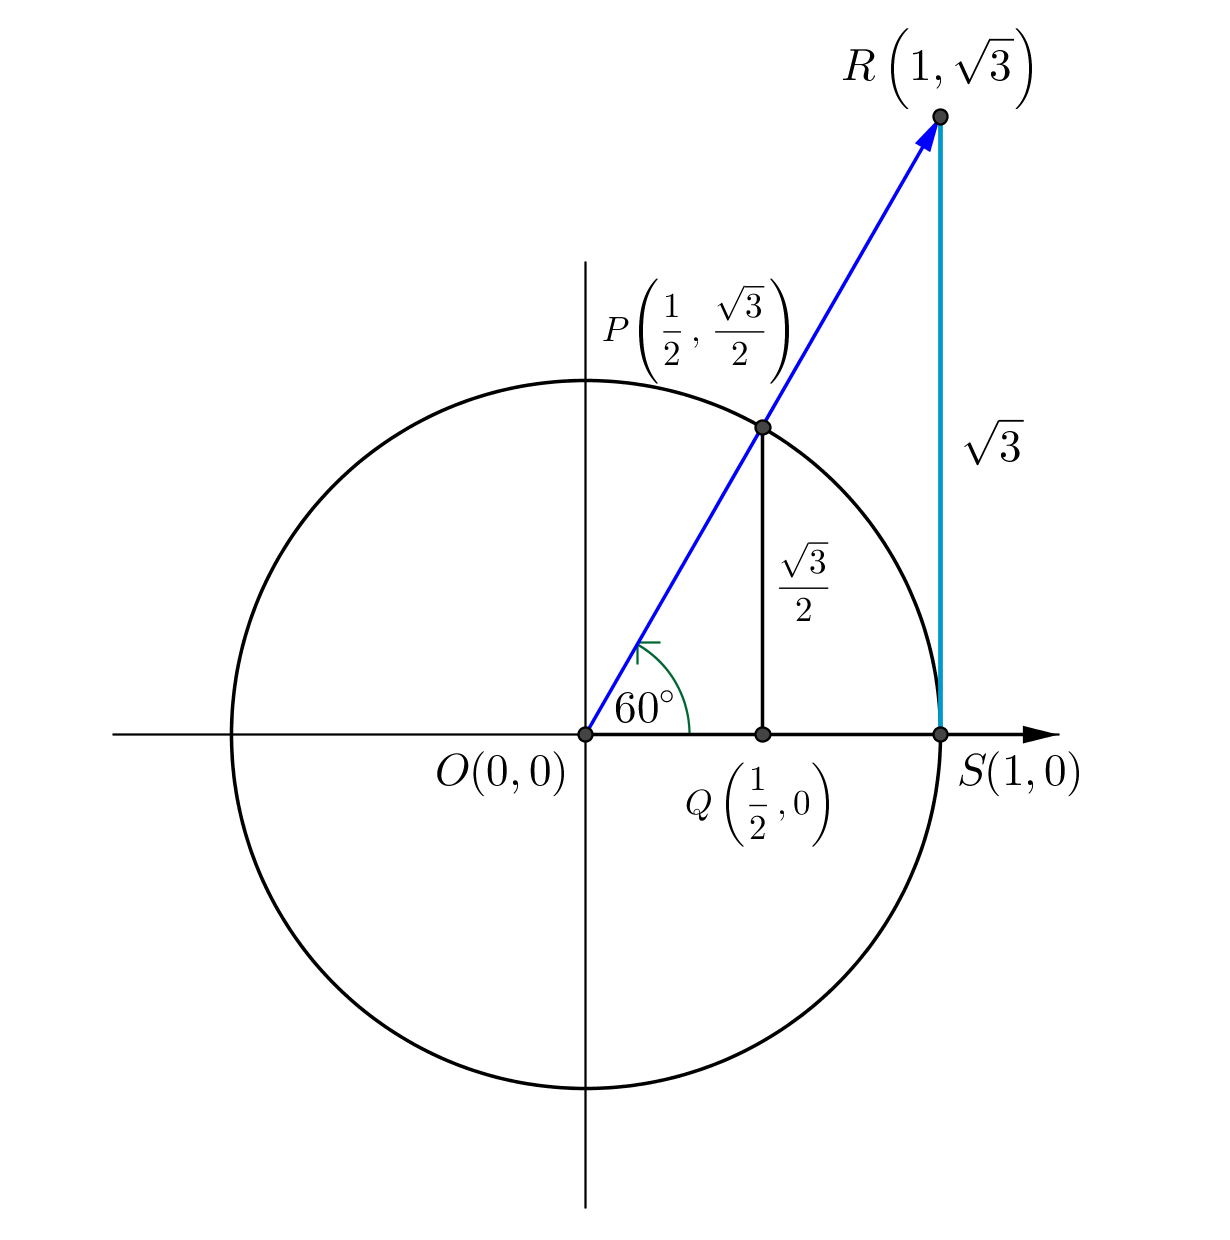 R(1, √3)
P(1/2, √3/2)
√3
√3/2
60°
O(0, 0)
S(1, 0)
Q(1/2, 0)